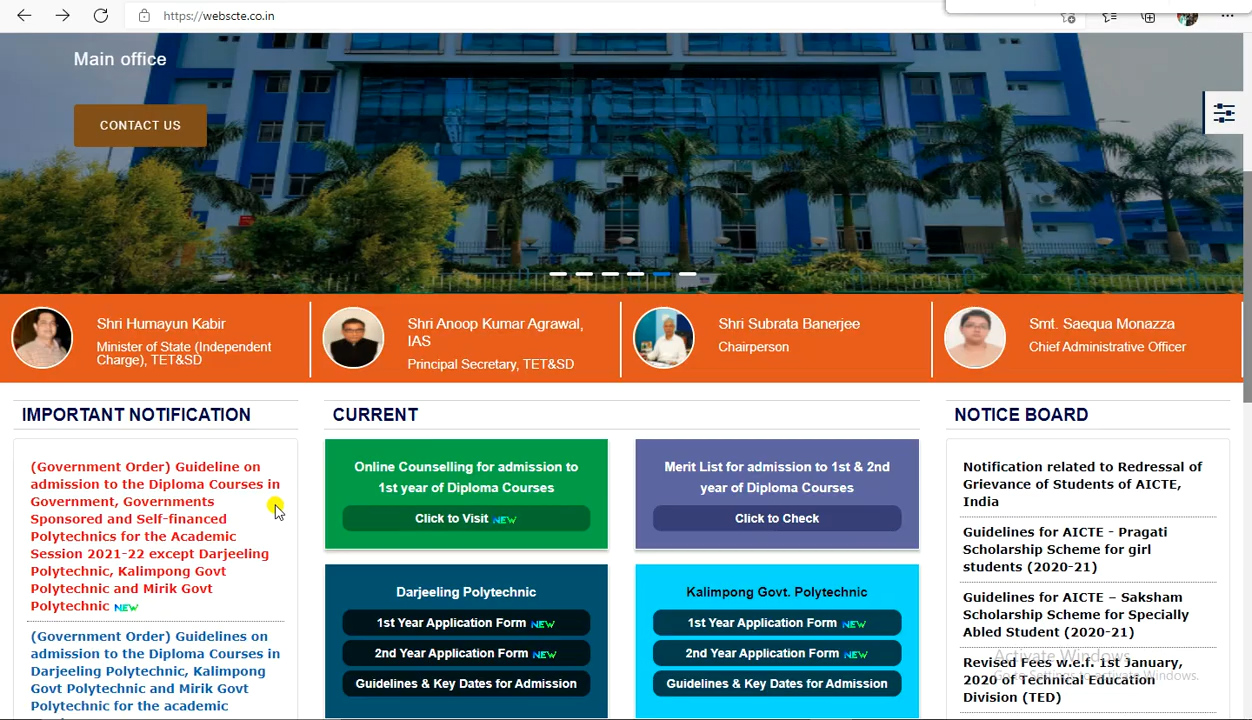 https://webscte.co.in
Main office
CONTACT US
Shri Humayun Kabir
Minister of State (Independent
Charge), TET&SD
Shri Anoop Kumar Agrawal,
IAS
Principal Secretary, TET&SD
Shri Subrata Banerjee
Chairperson
Smt. Saequa Monazza
Chief Administrative Officer
IMPORTANT NOTIFICATION
(Government Order) Guideline on
admission to the Diploma Courses in
Government, Governments
Sponsored and Self-financed
Polytechnics for the Academic
Session 2021-22 except Darjeeling
Polytechnic, Kalimpong Govt
Polytechnic and Mirik Govt
Polytechnic NEW
(Government Order) Guidelines on
admission to the Diploma Courses in
Darjeeling Polytechnic, Kalimpong
Govt Polytechnic and Mirik Govt
Polytechnic for the academic
CURRENT
Online Counselling for admission to
1st year of Diploma Courses
Click to Visit NEW
Merit List for admission to 1st & 2nd
year of Diploma Courses
Click to Check
Darjeeling Polytechnic
1st Year Application Form NEW
2nd Year Application Form NEW
Guidelines & Key Dates for Admission
Kalimpong Govt. Polytechnic
1st Year Application Form NEW
2nd Year Application Form NEW
Guidelines & Key Dates for Admission
NOTICE BOARD
Notification related to Redressal of
Grievance of Students of AICTE,
India
Guidelines for AICTE - Pragati
Scholarship Scheme for girl
students (2020-21)
Guidelines for AICTE – Saksham
Scholarship Scheme for Specially
Abled Student (2020-21)
Revised Fees w.e.f. 1st January,
2020 of Technical Education
Division (TED)
Activate Windows
Go to Settings to activate Windows.